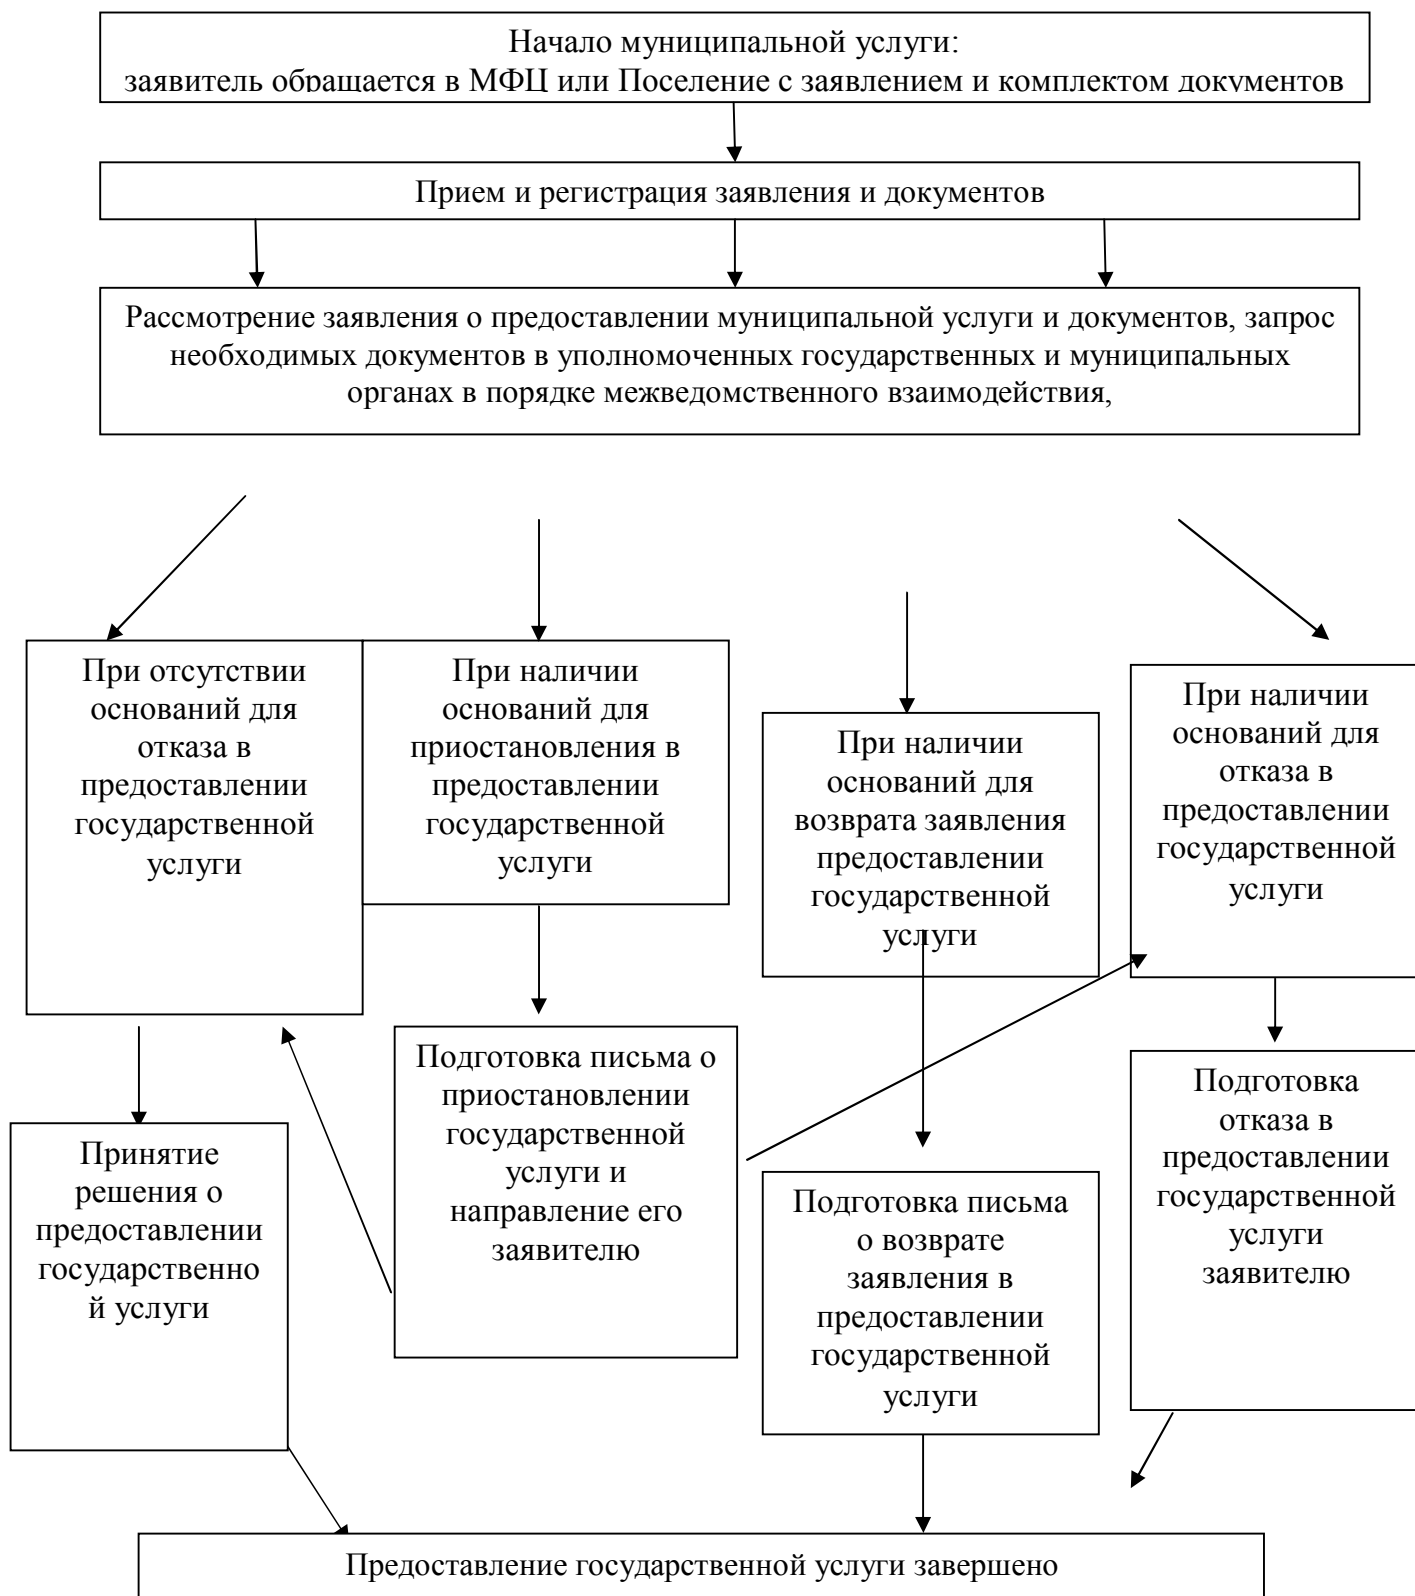 Начало муниципальной услуги:
заявитель обращается в МФЦ или Поселение с заявлением и комплектом документов
Прием и регистрация заявления и документов
Рассмотрение заявления о предоставлении муниципальной услуги и документов, запрос
необходимых документов в уполномоченных государственных и муниципальных
органах в порядке межведомственного взаимодействия,
При отсутствии
оснований для
отказа в
предоставлении
государственной
услуги
При наличии
оснований для
приостановления в
предоставлении
государственной
услуги
При наличии
оснований для
возврата заявления
предоставлении
государственной
услуги
При наличии
оснований для
отказа в
предоставлении
государственной
услуги
Принятие
решения о
предоставлении
государственно
й услуги
Подготовка письма о
приостановлении
государственной
услуги и
направление его
заявителю
Подготовка письма
о возврате
заявления в
предоставлении
государственной
услуги
Подготовка
отказа в
предоставлении
государственной
услуги
заявителю
Предоставление государственной услуги завершено